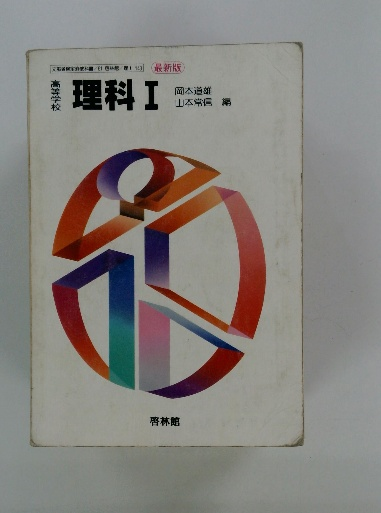 最新版
高等学校
理科Ⅰ
岡本道雄
山本常信 編
啓林館